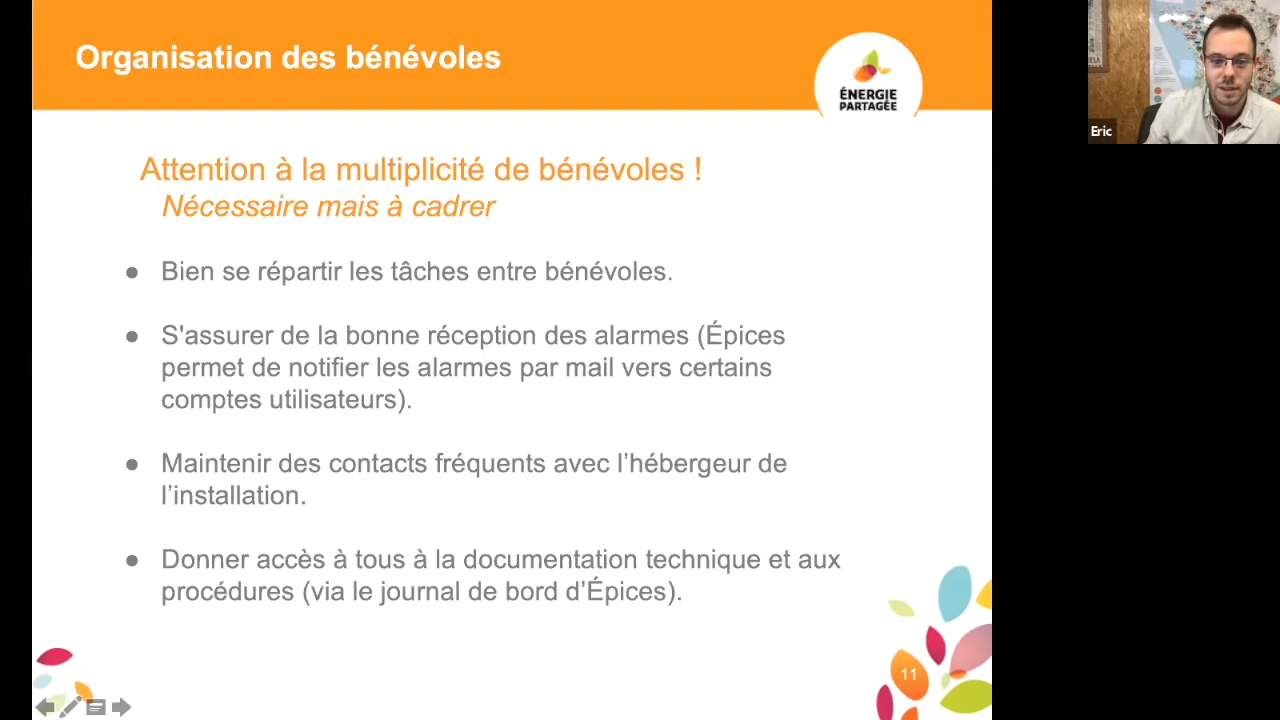 Organisation des bénévoles
ÉNERGIE
PARTAGÉE
Eric
Attention à la multiplicité de bénévoles !
Nécessaire mais à cadrer
● Bien se répartir les tâches entre bénévoles.
● S'assurer de la bonne réception des alarmes (Épices
permet de notifier les alarmes par mail vers certains
comptes utilisateurs).
● Maintenir des contacts fréquents avec l’hébergeur de
l’installation.
● Donner accès à tous à la documentation technique et aux
procédures (via le journal de bord d’Épices).
11